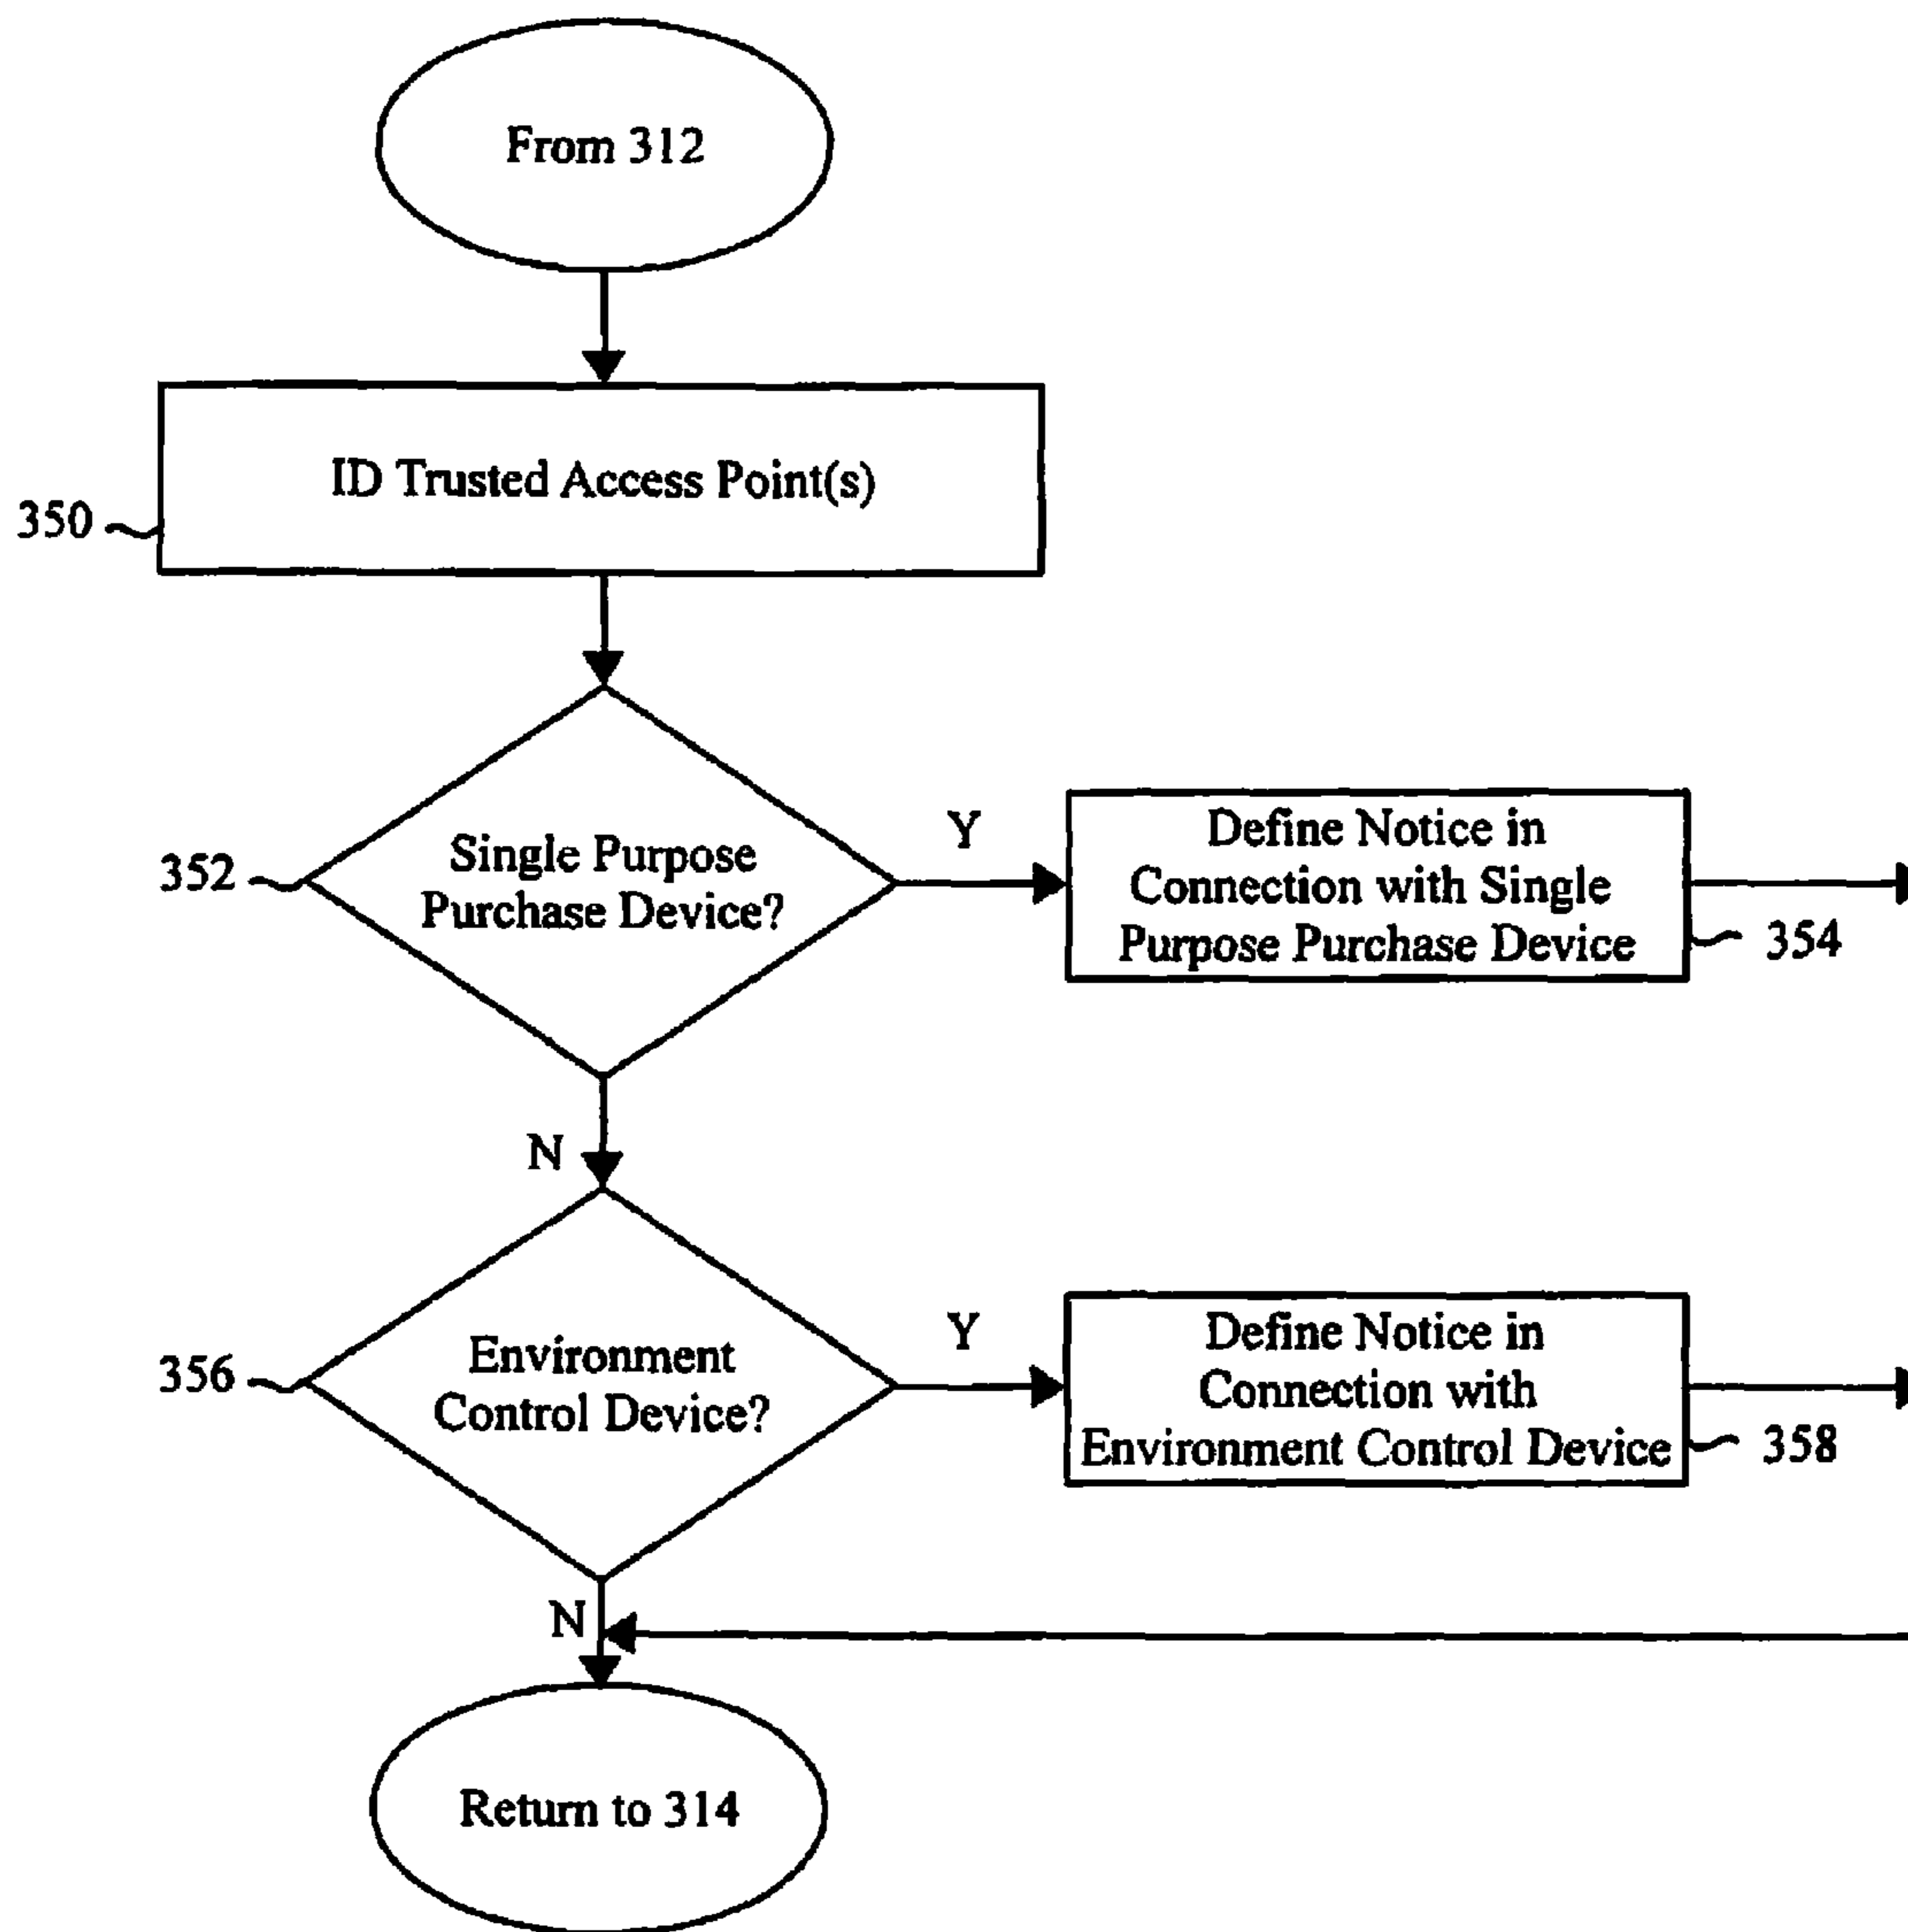 From 312
ID Trusted Access Point(s)
350
Single Purpose
Purchase Device?
352
Y
Define Notice in
Connection with Single
Purpose Purchase Device
354
N
Environment
Control Device?
356
Y
Define Notice in
Connection with
Environment Control Device
358
N
Return to 314